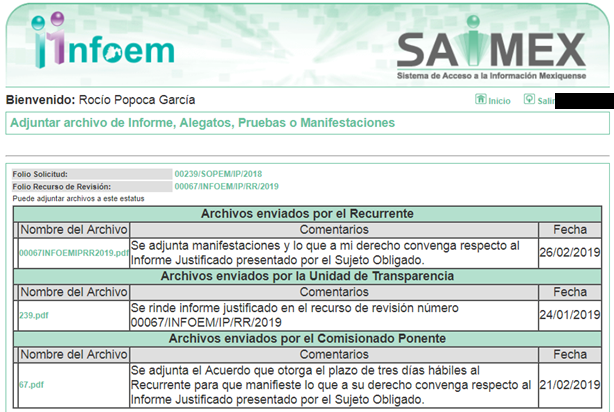 infoem
SAIMEX
Sistema de Acceso a la Información Mexiquense
Bienvenido: Rocío Popoca García
Inicio Salir
Adjuntar archivo de Informe, Alegatos, Pruebas o Manifestaciones
Folio Solicitud: 00239/SOPEM/IP/2018
Folio Recurso de Revisión: 00067/INFOEM/IP/RR/2019
Puede adjuntar archivos a este estatus
Archivos enviados por el Recurrente
Nombre del Archivo Comentarios Fecha
00067INFOEMIPRR2019.pdf Se adjunta manifestaciones y lo que a mi derecho convenga respecto al 26/02/2019
Informe Justificado presentado por el Sujeto Obligado.
Archivos enviados por la Unidad de Transparencia
Nombre del Archivo Comentarios Fecha
239.pdf Se rinde informe justificado en el recurso de revisión número 24/01/2019
00067/INFOEM/IP/RR/2019
Archivos enviados por el Comisionado Ponente
Nombre del Archivo Comentarios Fecha
Se adjunta el Acuerdo que otorga el plazo de tres días hábiles al
67.pdf Recurrente para que manifieste lo que a su derecho convenga respecto al 21/02/2019
Informe Justificado presentado por el Sujeto Obligado.